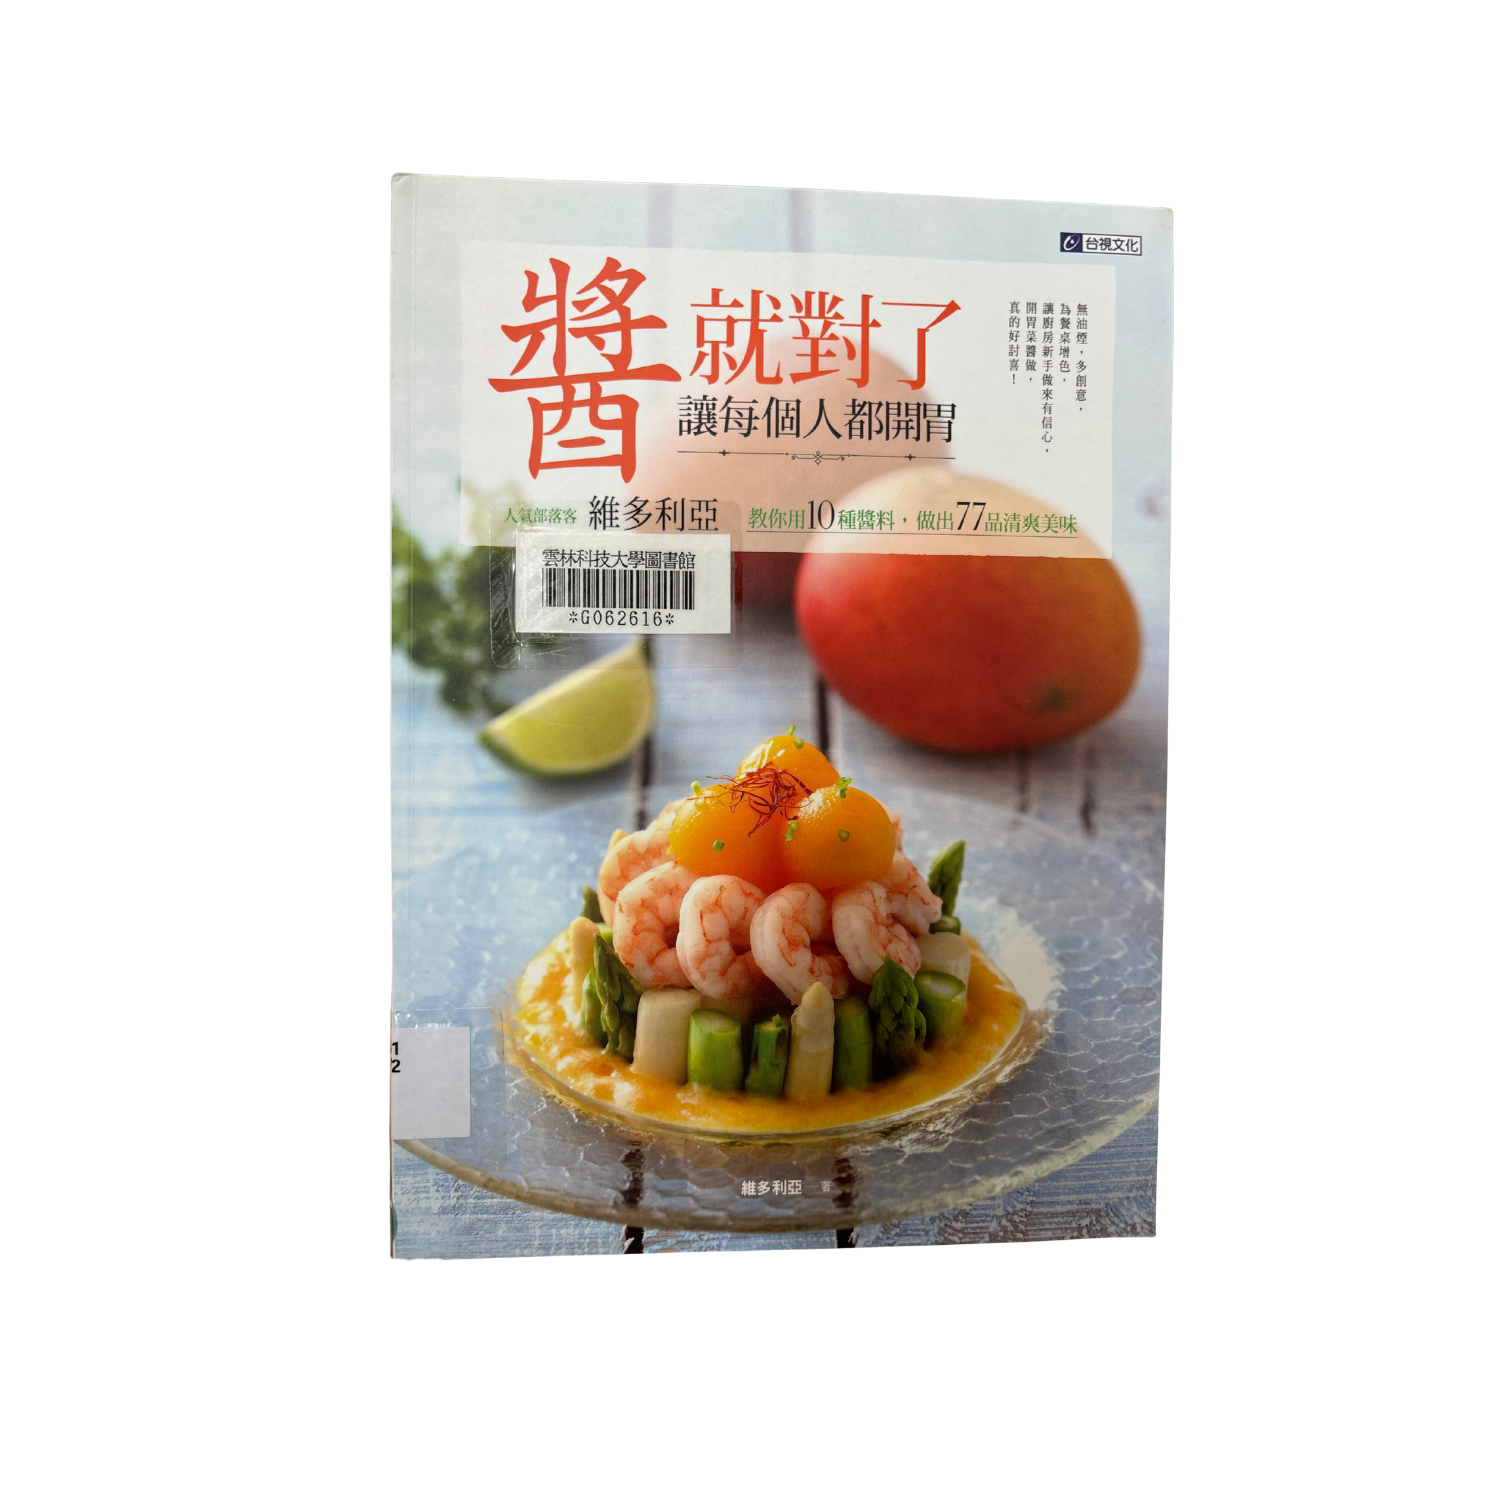 台視文化
醬就對了
讓每個人都開胃
無油煙，多創意，
為餐桌增色，
讓廚房新手做來有信心，
開胃菜醬做，
真的好討喜！
人氣部落客 維多利亞 教你用10種醬料，做出77品清爽美味
雲林科技大學圖書館
*G062616*
1
2
維多利亞 著